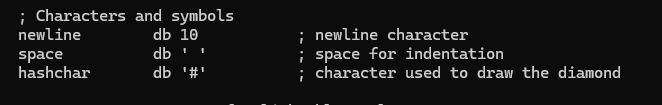 ; Characters and symbols
newline        db 10            ; newline character
space          db ' '           ; space for indentation
hashchar       db '#'           ; character used to draw the diamond